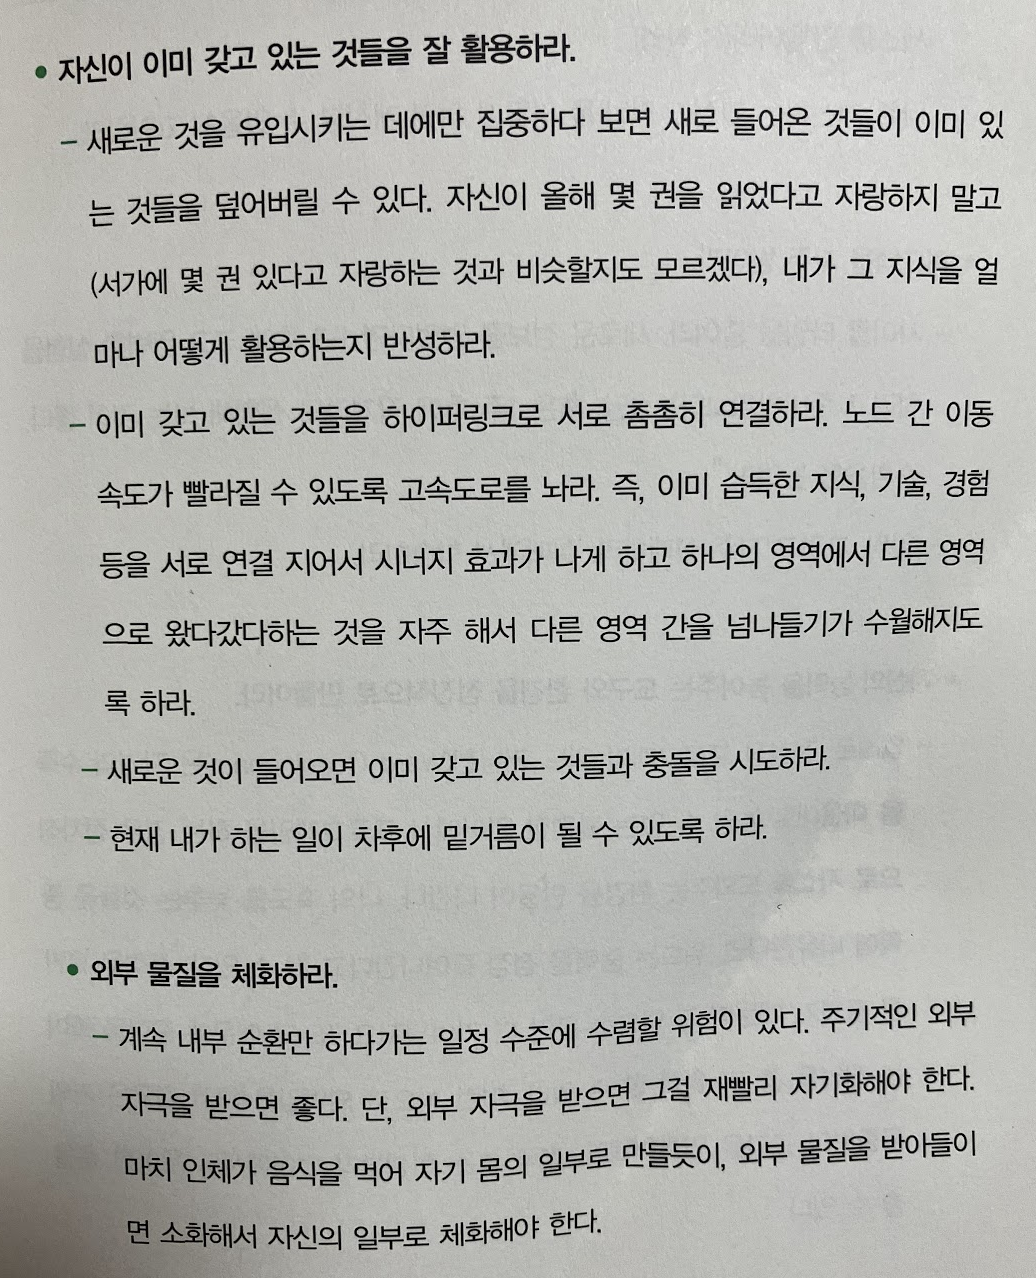 • 자신이 이미 갖고 있는 것들을 잘 활용하라.
– 새로운 것을 유입시키는 데에만 집중하다 보면 새로 들어온 것들이 이미 있
는 것들을 덮어버릴 수 있다. 자신이 올해 몇 권을 읽었다고 자랑하지 말고
(서가에 몇 권 있다고 자랑하는 것과 비슷할지도 모르겠다), 내가 그 지식을 얼
마나 어떻게 활용하는지 반성하라.
– 이미 갖고 있는 것들을 하이퍼링크로 서로 촘촘히 연결하라. 노드 간 이동
속도가 빨라질 수 있도록 고속도로를 놔라. 즉, 이미 습득한 지식, 기술, 경험
등을 서로 연결 지어서 시너지 효과가 나게 하고 하나의 영역에서 다른 영역
으로 왔다갔다하는 것을 자주 해서 다른 영역 간을 넘나들기가 수월해지도
록 하라.
– 새로운 것이 들어오면 이미 갖고 있는 것들과 충돌을 시도하라.
– 현재 내가 하는 일이 차후에 밑거름이 될 수 있도록 하라.
• 외부 물질을 체화하라.
– 계속 내부 순환만 하다가는 일정 수준에 수렴할 위험이 있다. 주기적인 외부
자극을 받으면 좋다. 단, 외부 자극을 받으면 그걸 재빨리 자기화해야 한다.
마치 인체가 음식을 먹어 자기 몸의 일부로 만들듯이, 외부 물질을 받아들이
면 소화해서 자신의 일부로 체화해야 한다.